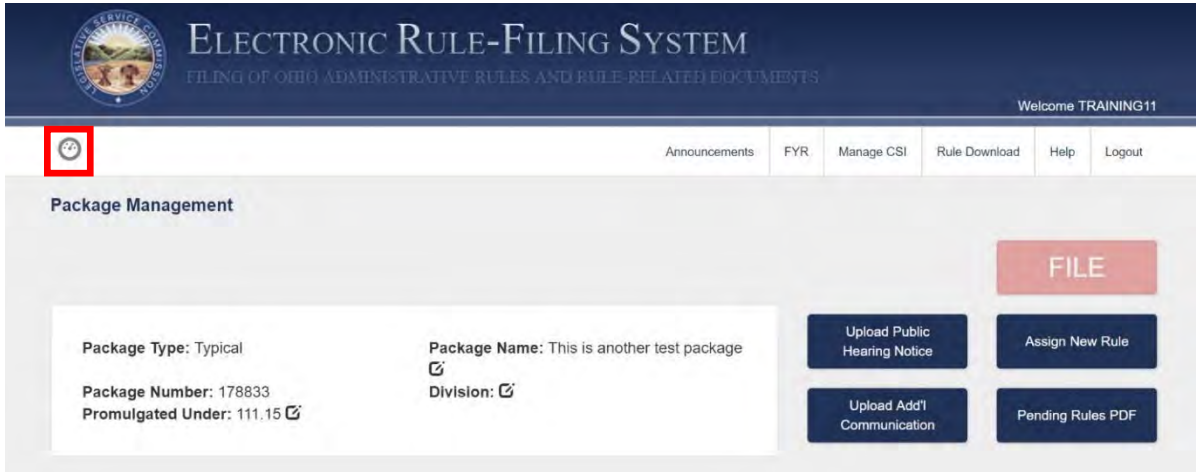 LEGISLATIVE SERVICE COMMISSION
ELECTRONIC RULE-FILING SYSTEM
FILING OF OHIO ADMINISTRATIVE RULES AND RULE-RELATED DOCUMENTS
Welcome TRAINING11
Announcements FYR Manage CSI Rule Download Help Logout
Package Management
FILE
Package Type: Typical
Package Number: 178833
Promulgated Under: 111.15
Package Name: This is another test package
Division:
Upload Public
Hearing Notice
Assign New Rule
Upload Add'l
Communication
Pending Rules PDF